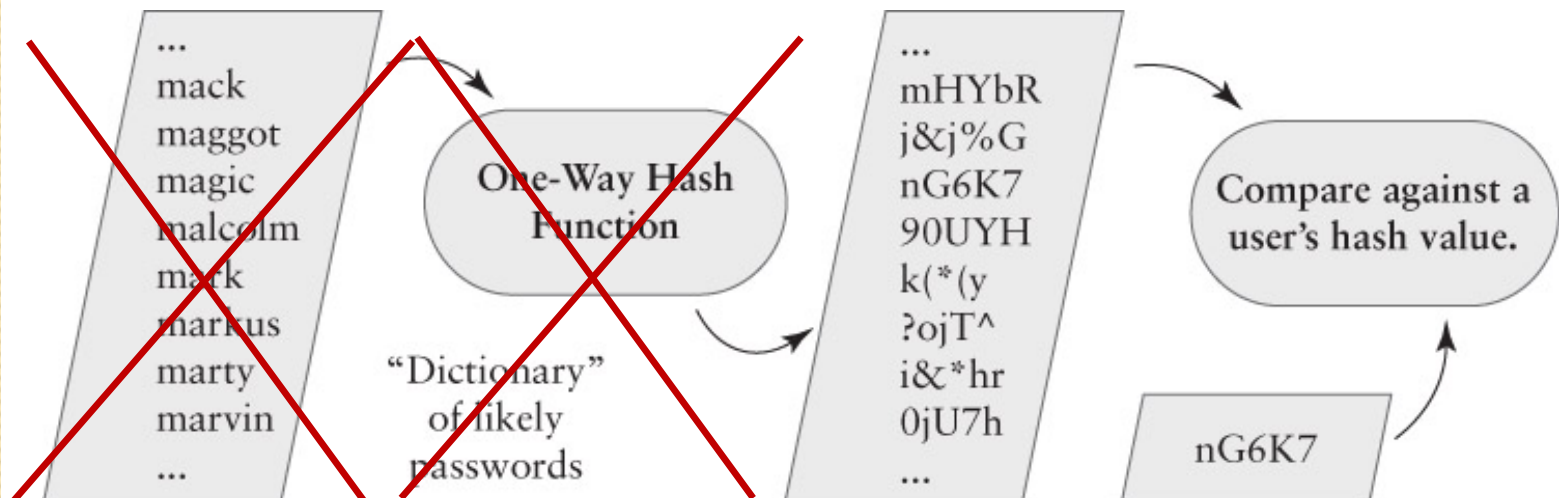 ...
mack
maggot
magic
malcolm
mark
markus
marty
marvin
...
One-Way Hash
Function
“Dictionary”
of likely
passwords
...
mHYbR
j&j%G
nG6K7
90UYH
k(*(y
?ojT^
i&*hr
0jU7h
...
Compare against a
user’s hash value.
nG6K7